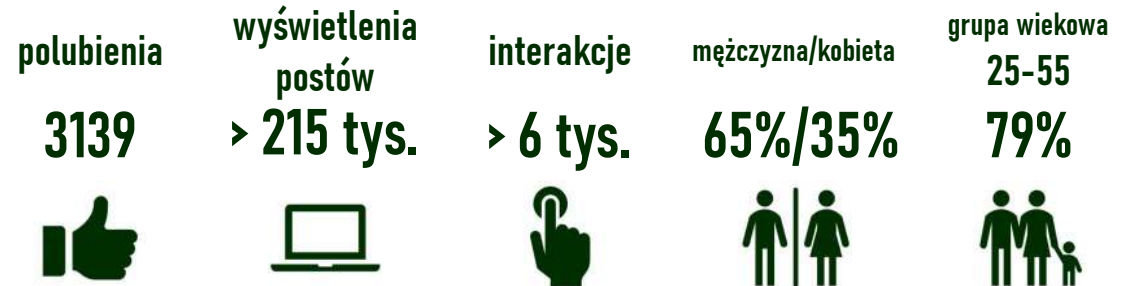 polubienia
3139
wyświetlenia
postów
> 215 tys.
interakcje
> 6 tys.
mężczyzna/kobieta
65%/35%
grupa wiekowa
25-55
79%